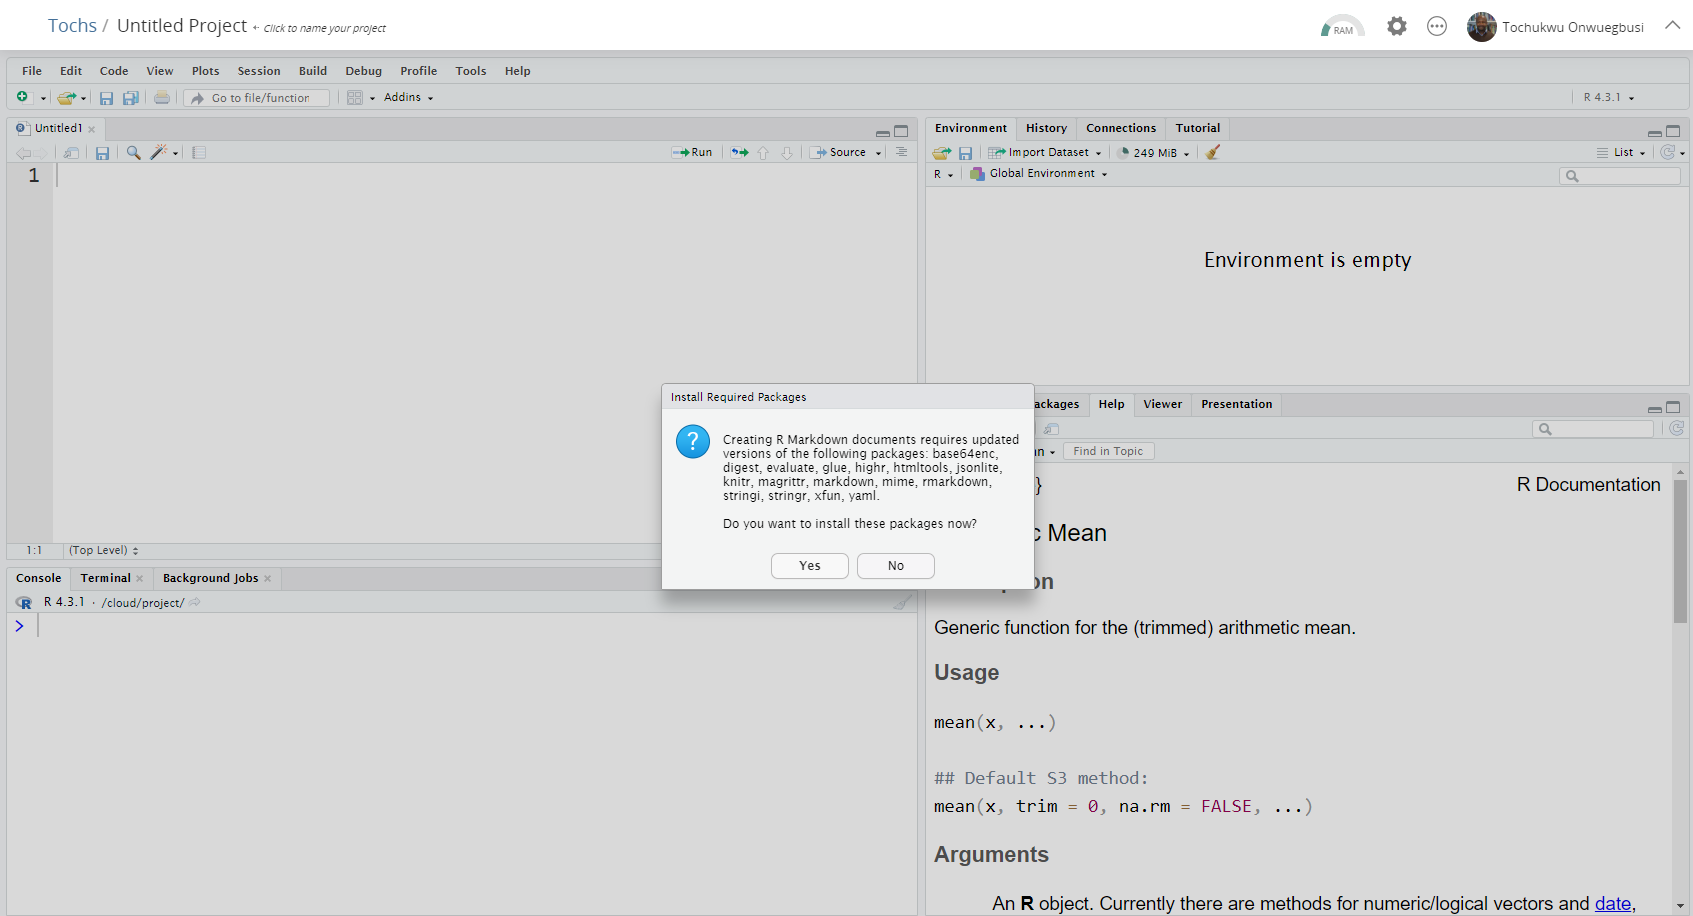 Tochs / Untitled Project ← Click to name your project
RAM
Tochukwu Onwuegbusi
File Edit Code View Plots Session Build Debug Profile Tools Help
Go to file/function
Addins
R 4.3.1
Untitled1
Run
Source
1
1:1 (Top Level)
Console Terminal Background Jobs
R 4.3.1 · /cloud/project/
>
Environment History Connections Tutorial
Import Dataset
249 MiB
List
R
Global Environment
Environment is empty
Install Required Packages
?
Creating R Markdown documents requires updated
versions of the following packages: base64enc,
digest, evaluate, glue, highr, htmltools, jsonlite,
knitr, magrittr, markdown, mime, rmarkdown,
stringi, stringr, xfun, yaml.
Do you want to install these packages now?
Yes No
ackages Help Viewer Presentation
n
Find in Topic
} R Documentation
c Mean
on
Generic function for the (trimmed) arithmetic mean.
Usage
mean(x, ...)
## Default S3 method:
mean(x, trim = 0, na.rm = FALSE, ...)
Arguments
An R object. Currently there are methods for numeric/logical vectors and date,